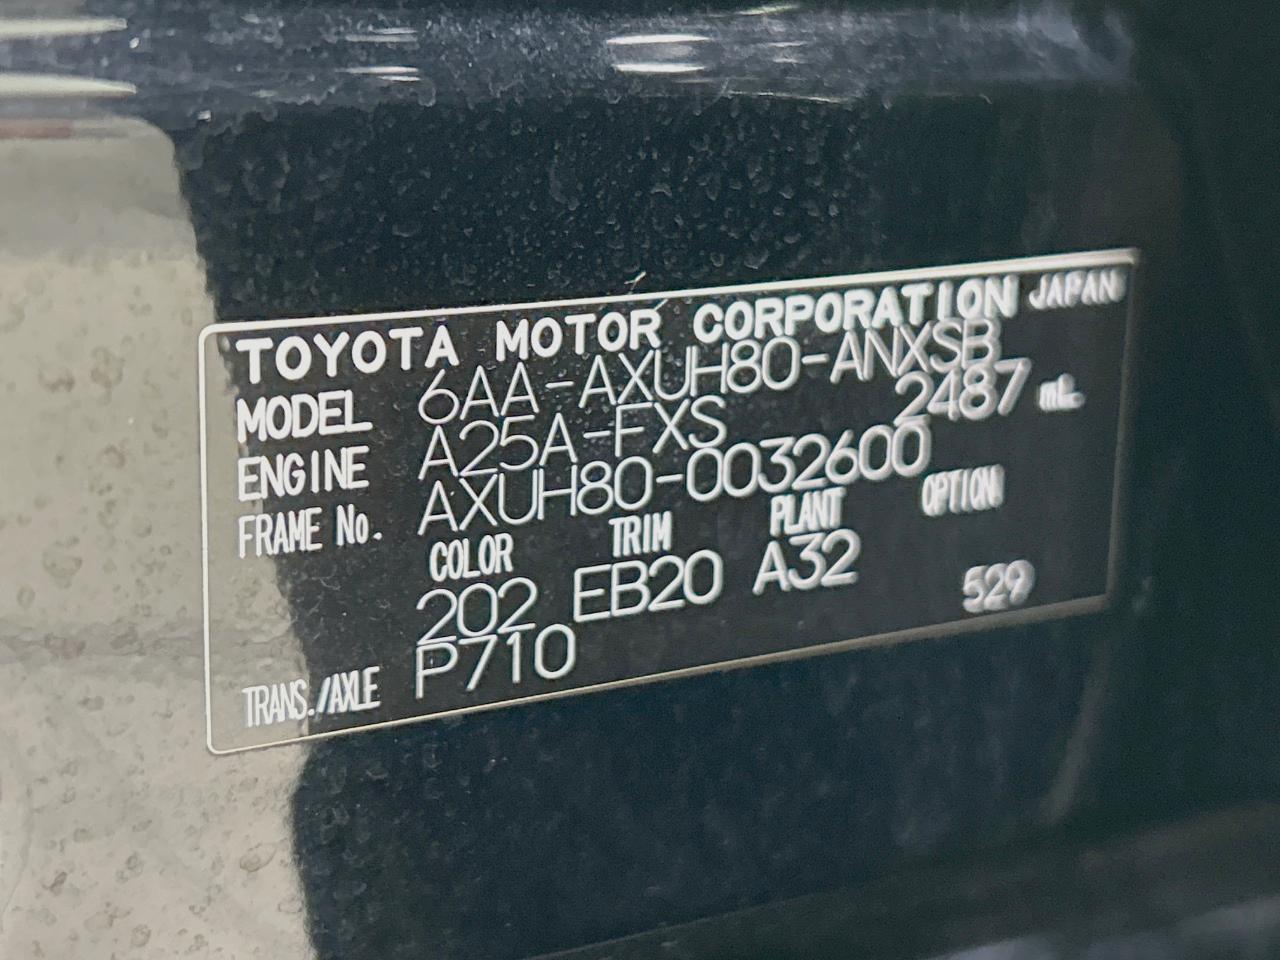 TOYOTA MOTOR CORPORATION JAPAN
MODEL 6AA-AXUH80-ANXSB
ENGINE A25A-FXS 2487 mL.
FRAME No. AXUH80-0032600
COLOR TRIM PLANT OPTION
202 EB20 A32
TRANS./AXLE P710 529